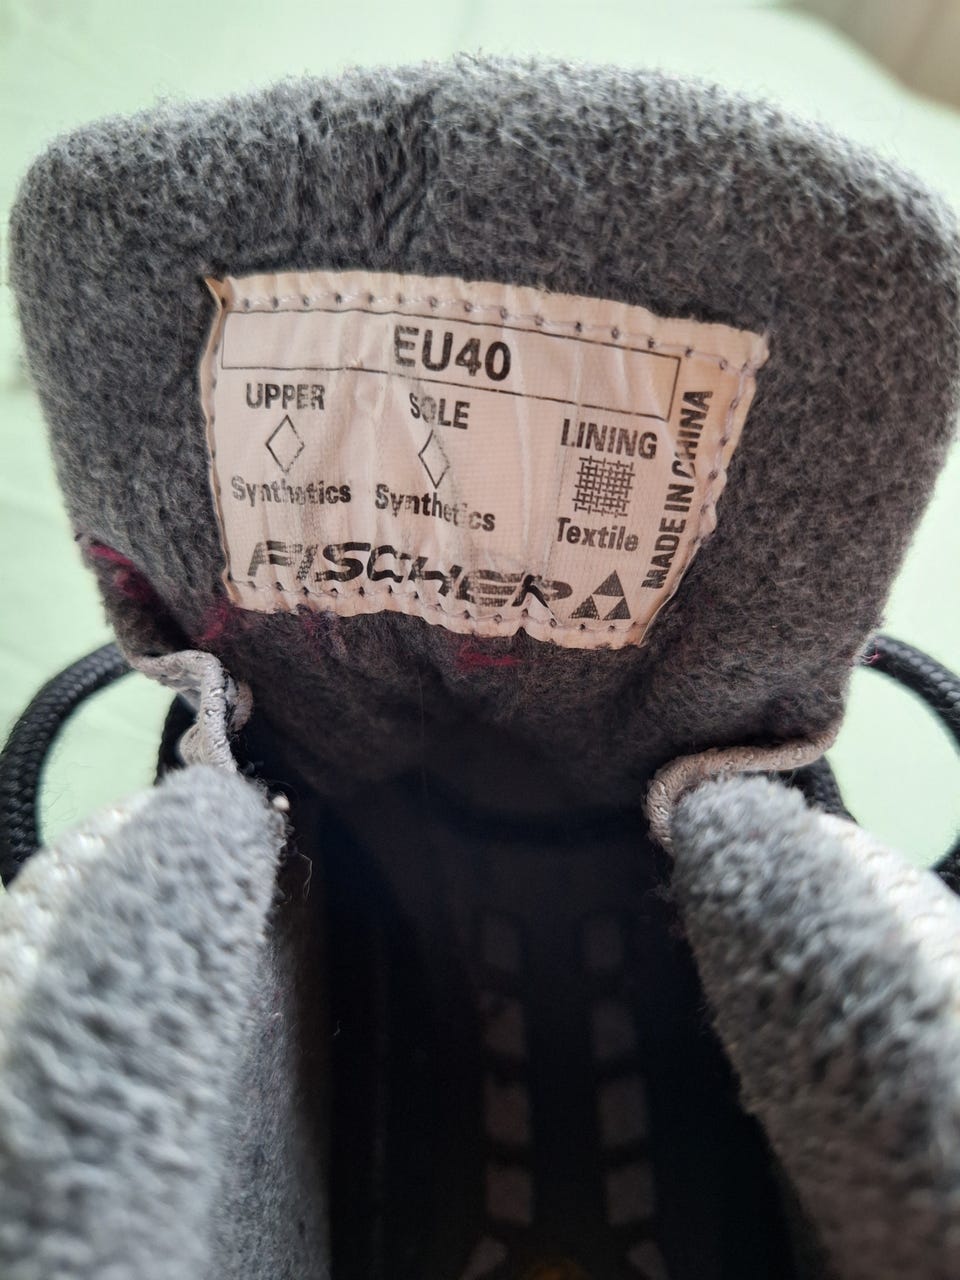 EU40
UPPER
Synthetics
SOLE
Synthetics
LINING
Textile
FISCHER
MADE IN CHINA